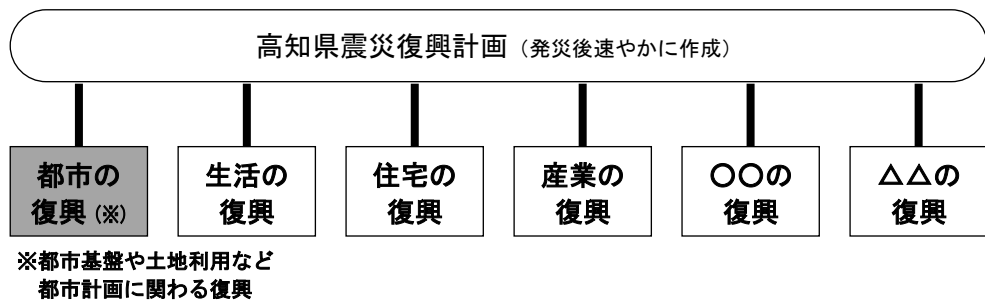 高知県震災復興計画（発災後速やかに作成）
都市の
復興（※）
生活の
復興
住宅の
復興
産業の
復興
〇〇の
復興
△△の
復興
※都市基盤や土地利用など
都市計画に関わる復興